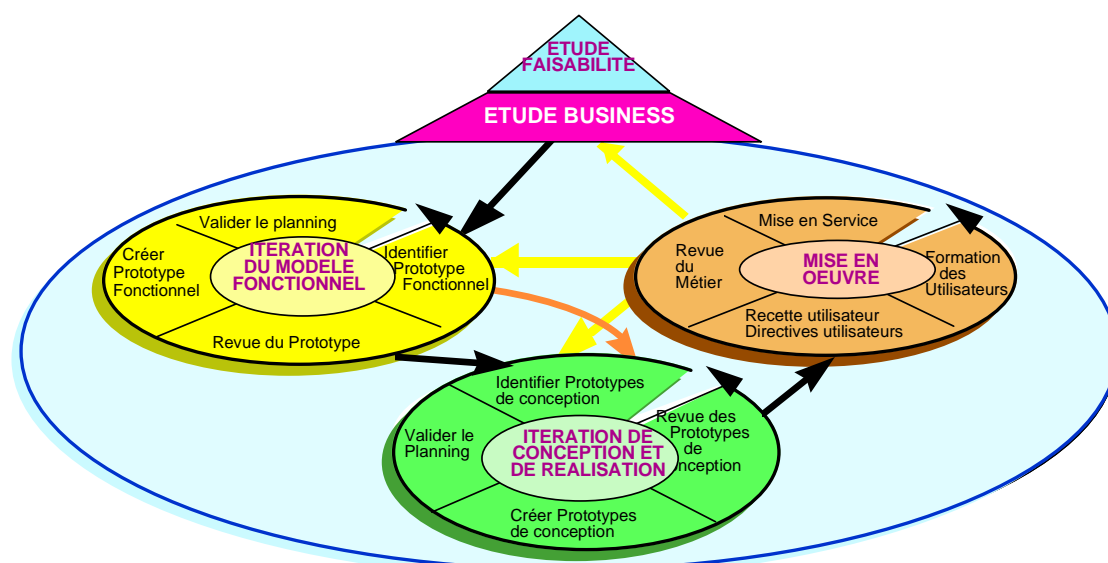 ETUDE
FAISABILITE
ETUDE BUSINESS
Valider le planning
Créer
Prototype
Fonctionnel
ITERATION
DU MODELE
FONCTIONNEL
Identifier
Prototype
Fonctionnel
Revue du Prototype
Mise en Service
Revue
du
Métier
MISE EN
OEUVRE
Formation
des
Utilisateurs
Recette utilisateur
Directives utilisateurs
Identifier Prototypes
de conception
Valider le
Planning
ITERATION DE
CONCEPTION ET
DE REALISATION
Revue des
Prototypes
de
onception
Créer Prototypes
de conception